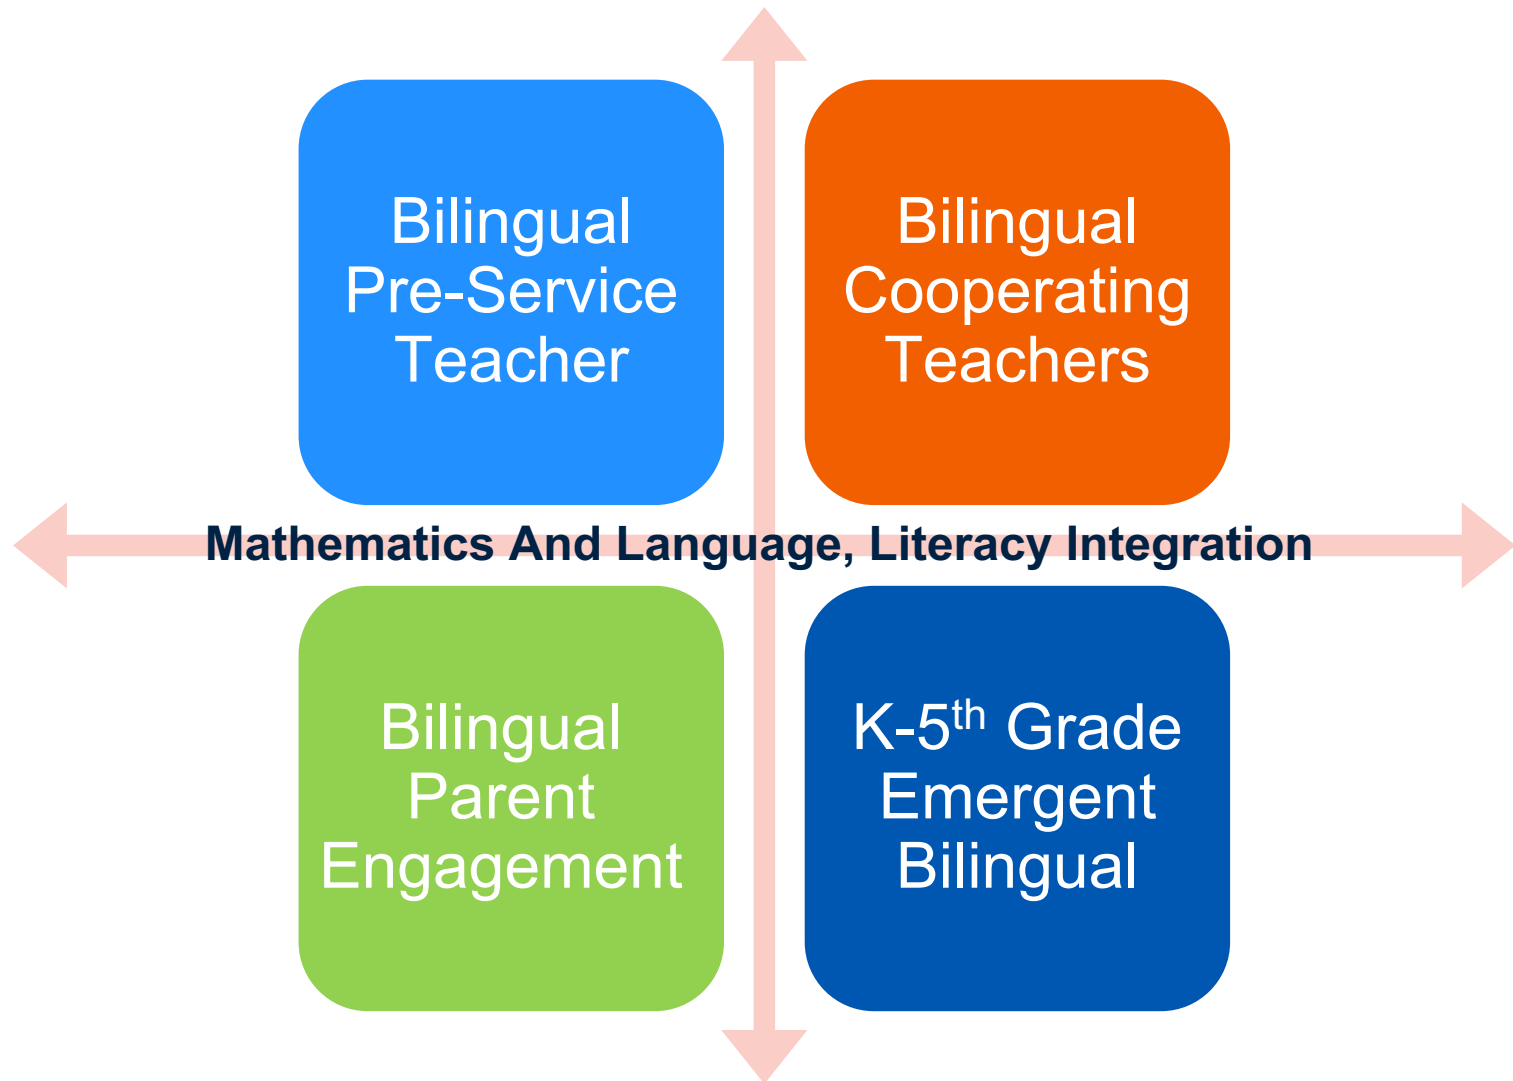 Bilingual
Pre-Service
Teacher
Bilingual
Cooperating
Teachers
Mathematics And Language, Literacy Integration
Bilingual
Parent
Engagement
K-5th Grade
Emergent
Bilingual